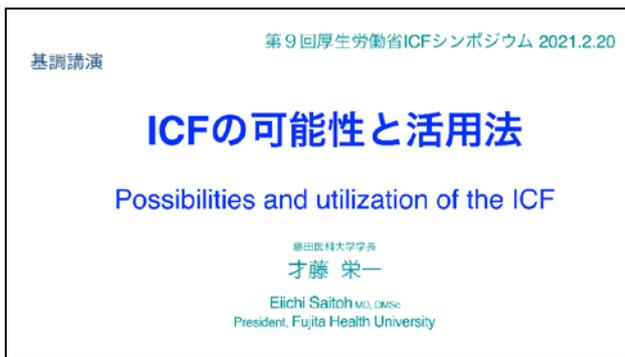 第9回厚生労働省ICFシンポジウム 2021.2.20
基調講演
ICFの可能性と活用法
Possibilities and utilization of the ICF
藤田医科大学学長
才藤 栄一
Eiichi Saitoh MD, DMSc
President, Fujita Health University